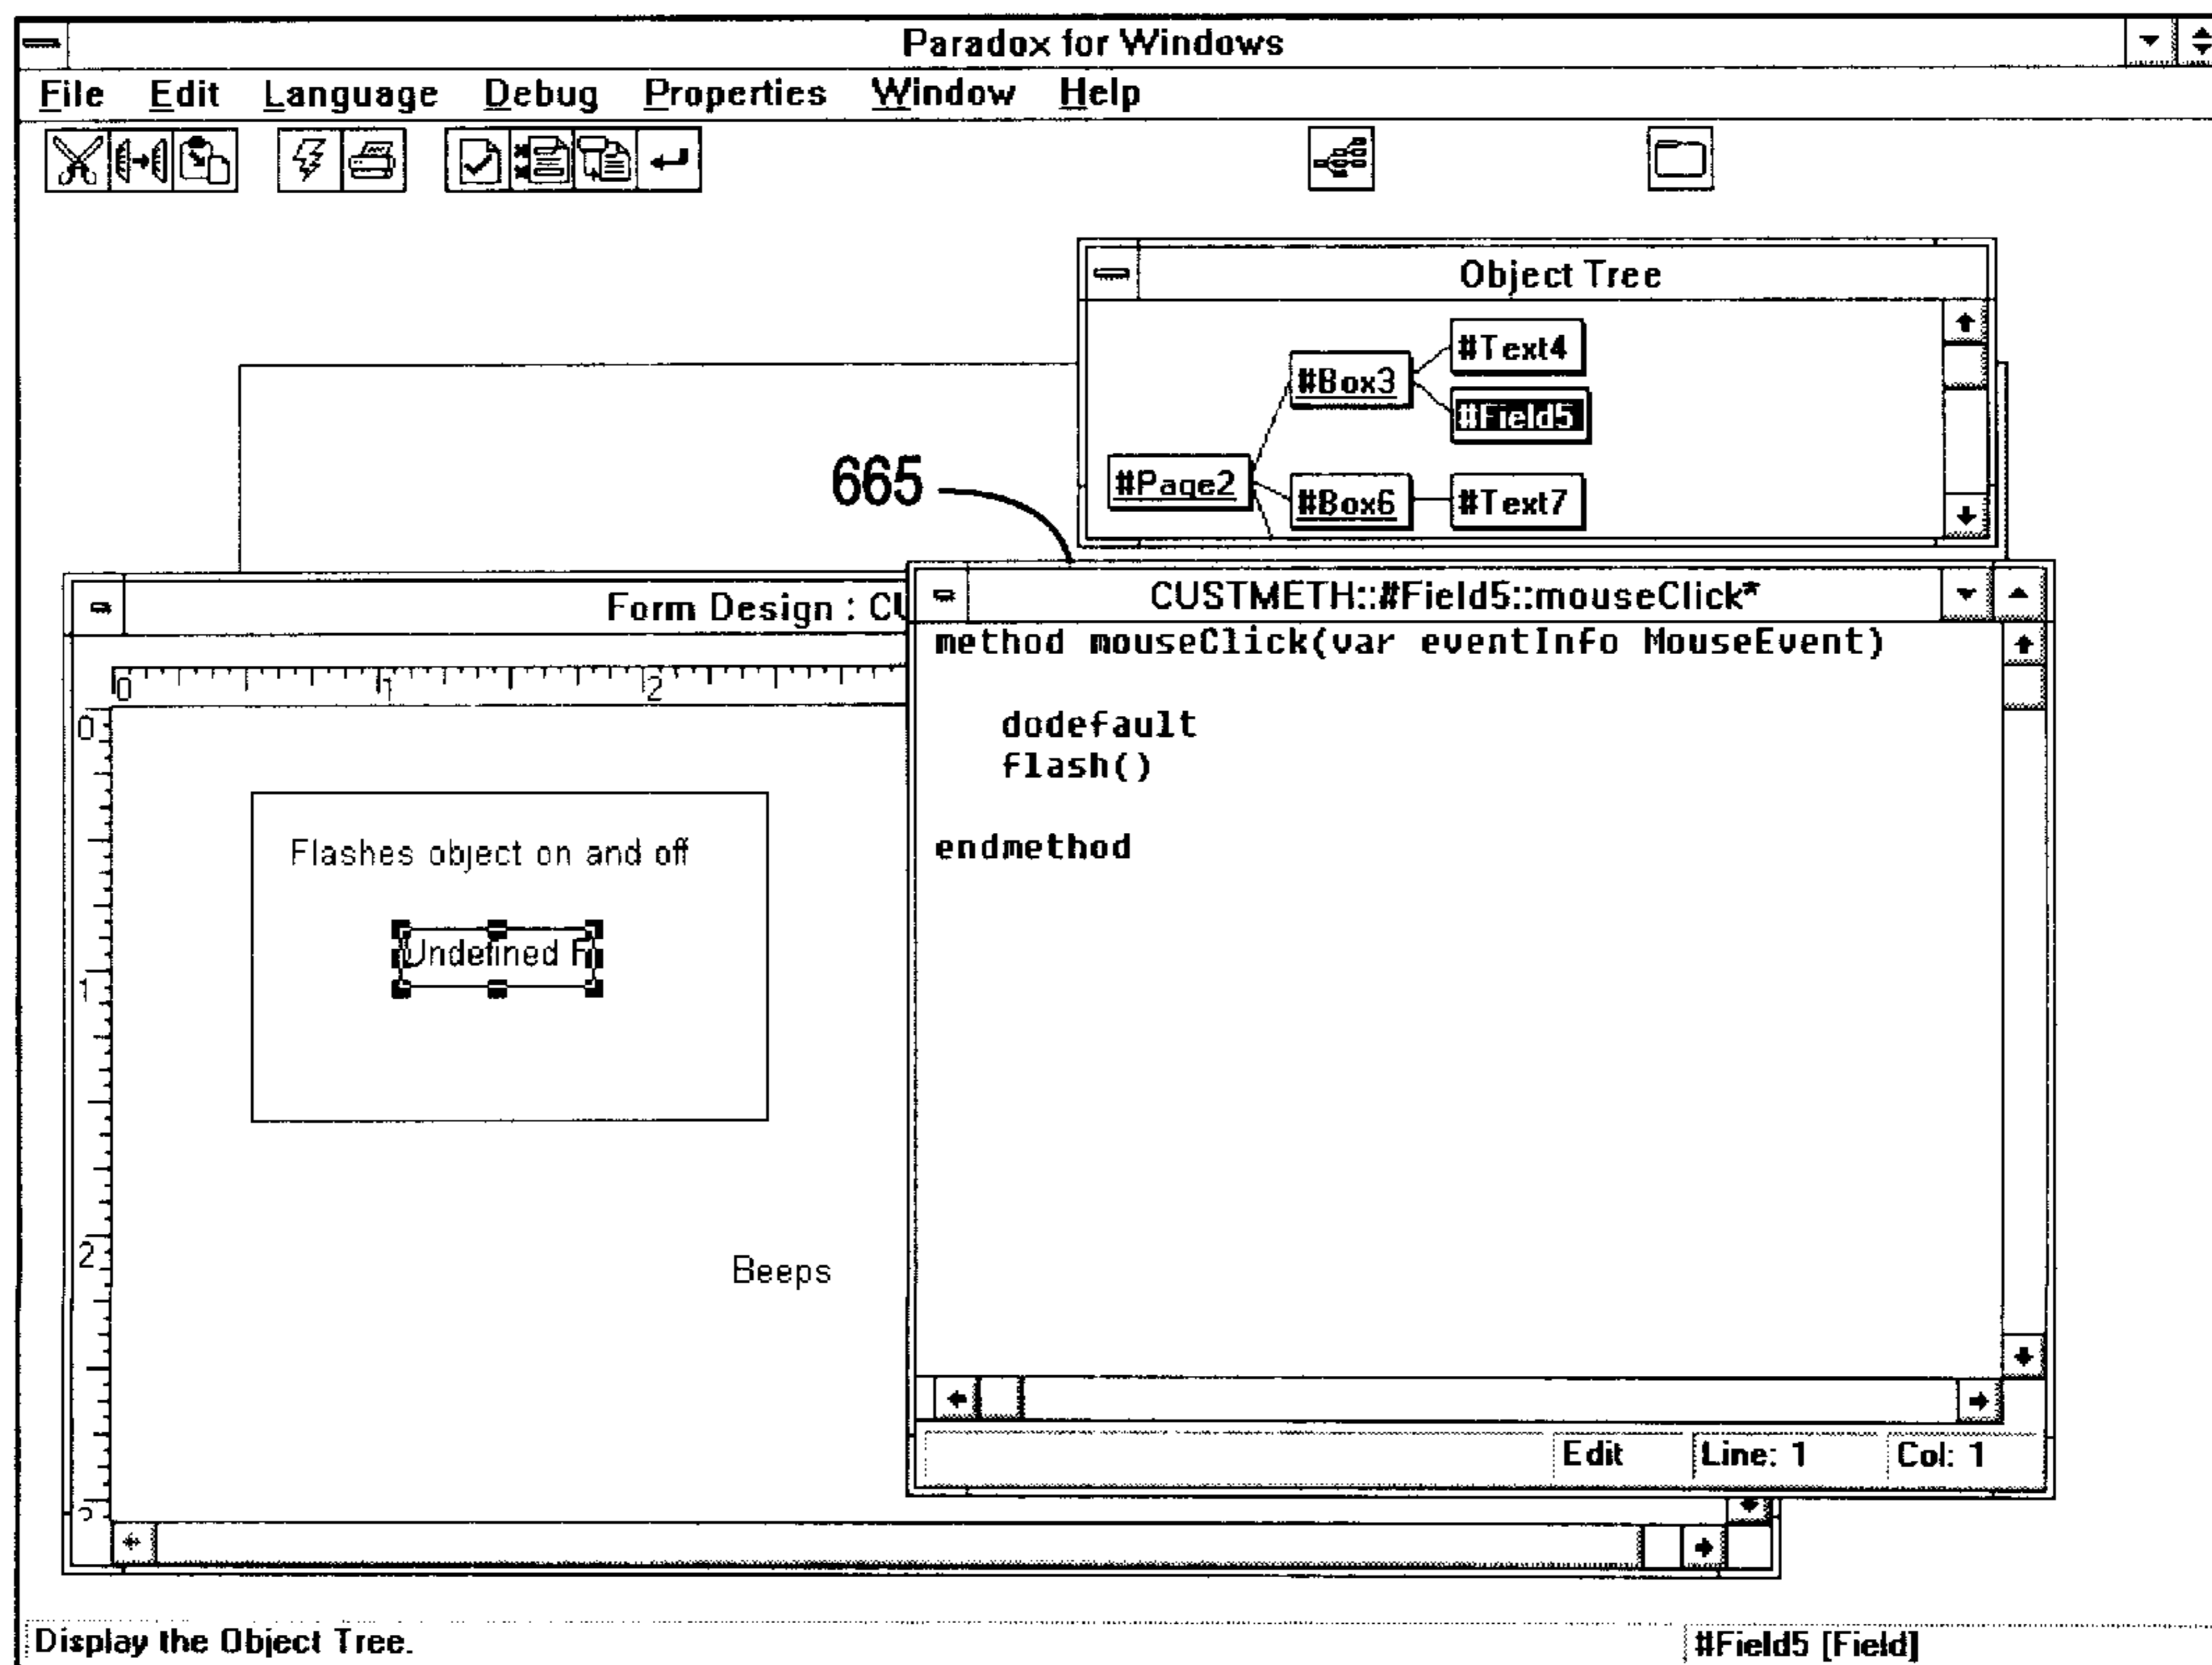 Paradox for Windows
File Edit Language Debug Properties Window Help
Object Tree
#Text4
#Box3
#Field5
#Page2
#Box6
#Text7
665
Form Design : CU
CUSTMETH::#Field5::mouseClick*
method mouseClick(var eventInfo MouseEvent)
dodefault
flash()
endmethod
0 1 2
0
1
2
3
Flashes object on and off
Undefined Fi
Beeps
Edit Line: 1 Col: 1
Display the Object Tree.
#Field5 [Field]